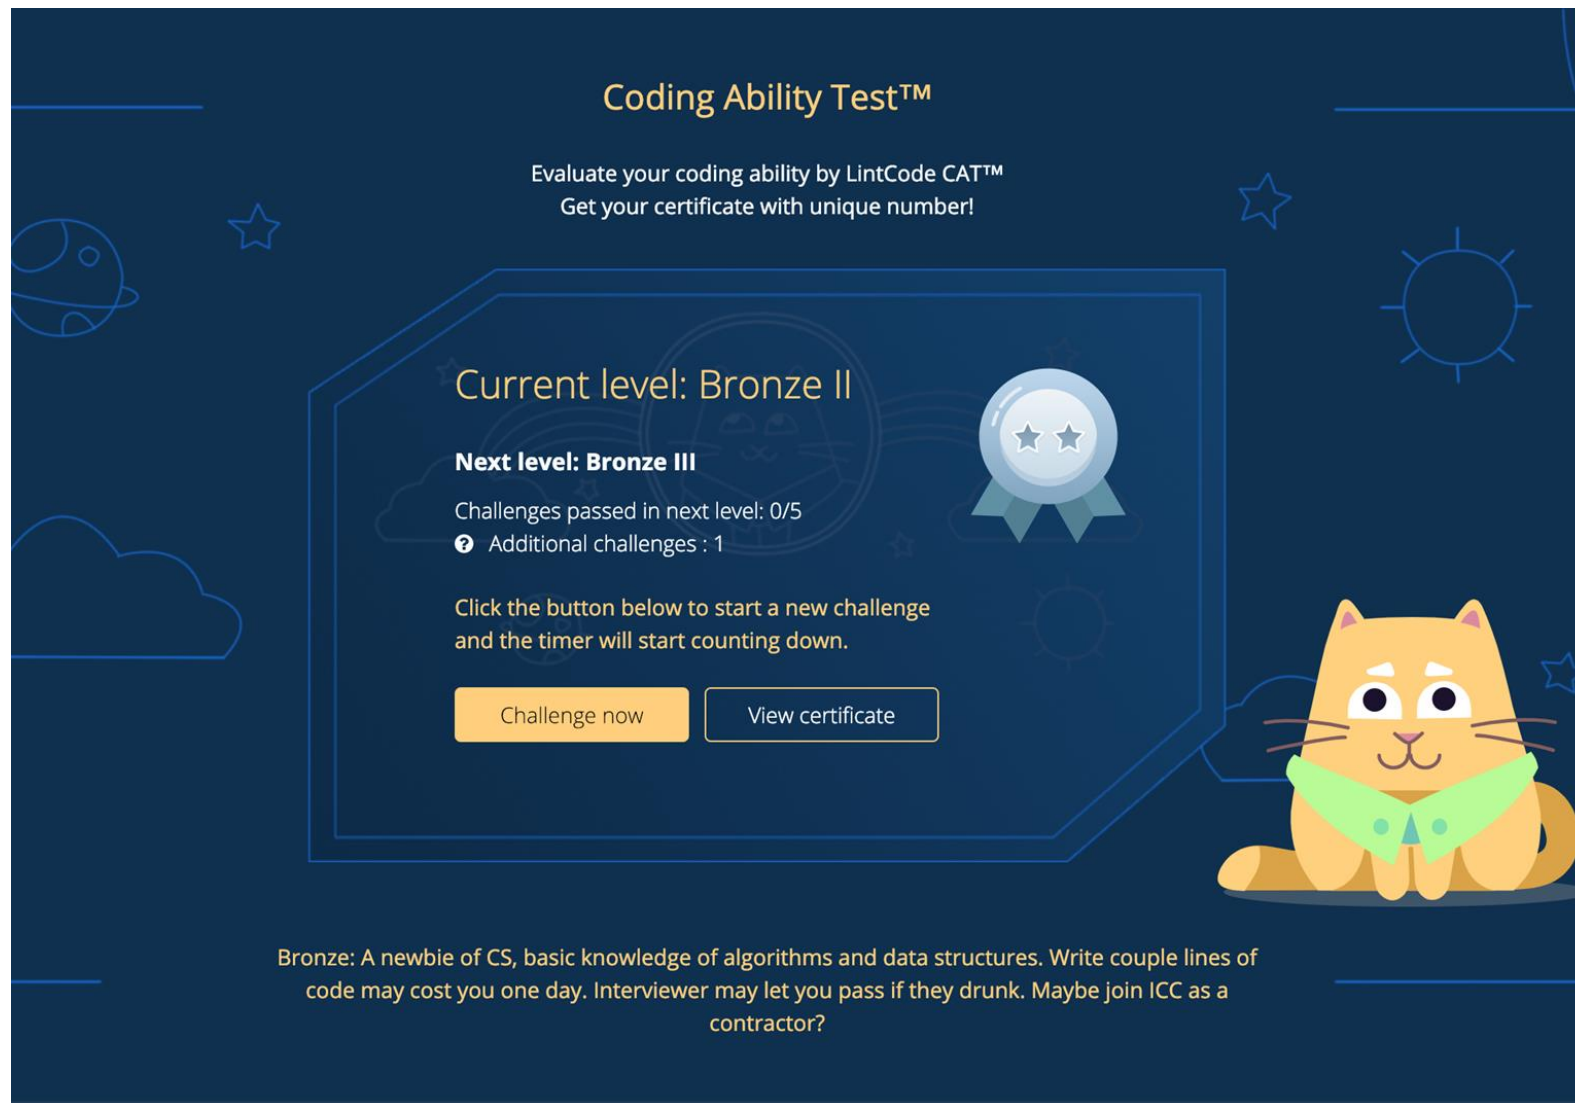 Coding Ability Test™
Evaluate your coding ability by LintCode CAT™
Get your certificate with unique number!
Current level: Bronze II
Next level: Bronze III
Challenges passed in next level: 0/5
? Additional challenges : 1
Click the button below to start a new challenge
and the timer will start counting down.
Challenge now
View certificate
Bronze: A newbie of CS, basic knowledge of algorithms and data structures. Write couple lines of
code may cost you one day. Interviewer may let you pass if they drunk. Maybe join ICC as a
contractor?